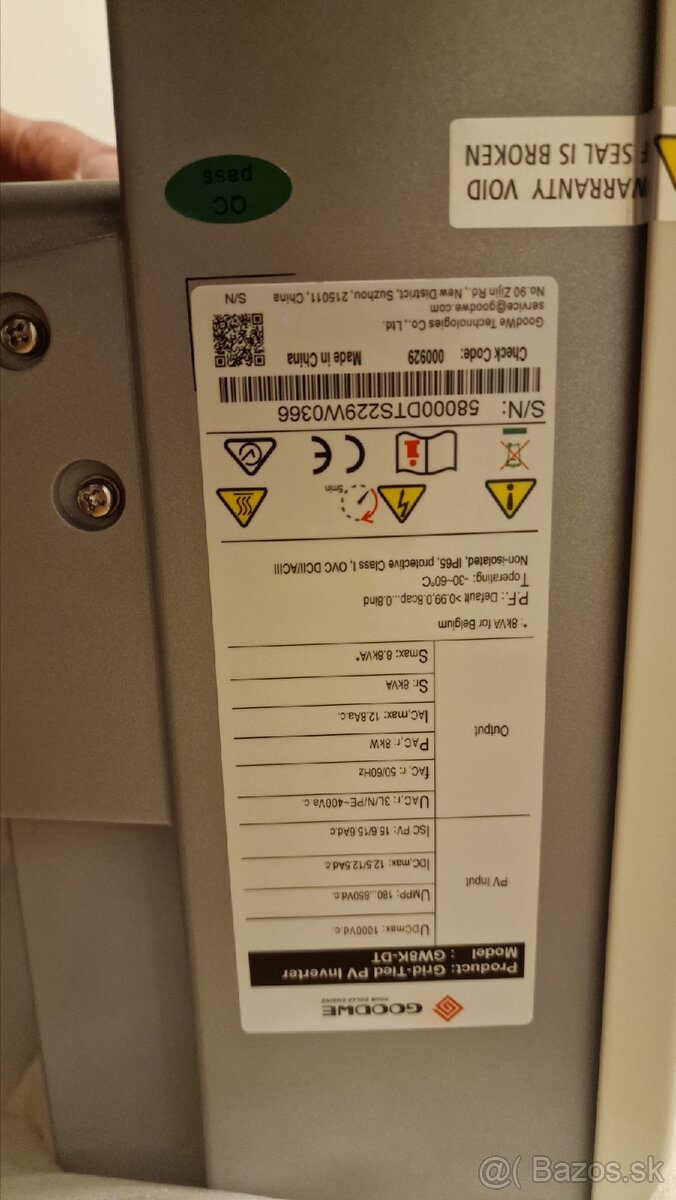 GOODWE
YOUR SOLAR ENGINE
Product: Grid-Tied PV Inverter
Model : GW8K-DT
PV Input
UDCmax: 1000Vd.c.
UMPP: 180...850Vd.c.
IDC,max: 12.5/12.5Ad.c.
ISC PV: 15.6/15.6Ad.c.
Output
UAC,r: 3L/N/PE~400Va.c.
fAC, r: 50/60Hz
PAC,r: 8kW
IAC,max: 12.8Aa.c.
Sr: 8kVA
Smax: 8.8kVA*
*: 8kVA for Belgium
P.F.: Default >0.99,0.8cap...0.8ind
Toperating: -30~60°C
Non-isolated, IP65, protective Class I, OVC DCII/ACIII
5min
CE
S/N: 58000DTS229W0366
Check Code: 000929 Made in China
GoodWe Technologies Co., Ltd.
service@goodwe.com
No.90 Zijin Rd., New District, Suzhou, 215011, China
S/N
WARRANTY VOID
IF SEAL IS BROKEN
QC
pass
@( Bazos.sk